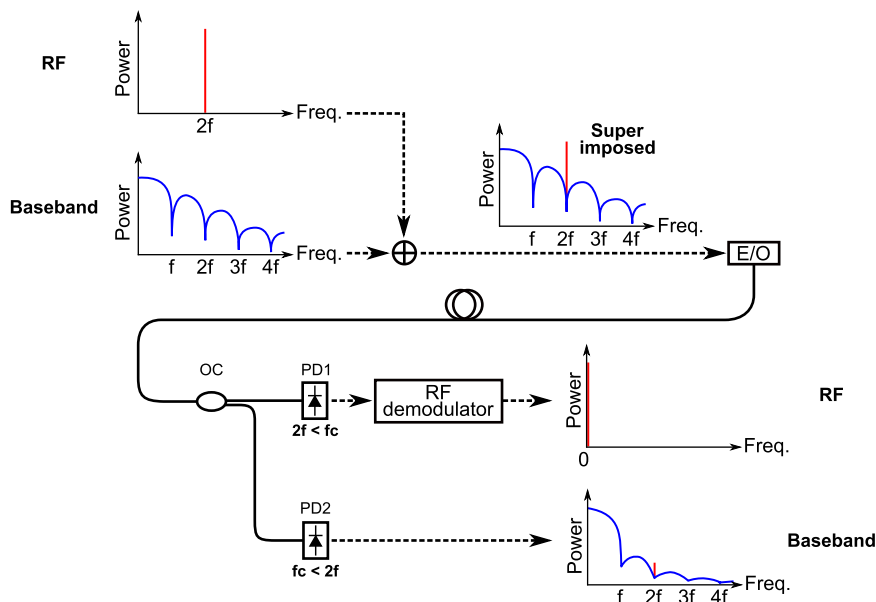 Power
RF
Freq.
2f
Power
Baseband
Freq.
f 2f 3f 4f
Super
imposed
Power
Freq.
f 2f 3f 4f
E/O
OC
PD1
2f < fc
RF
demodulator
Power
RF
Freq.
0
PD2
fc < 2f
Power
Baseband
Freq.
f 2f 3f 4f